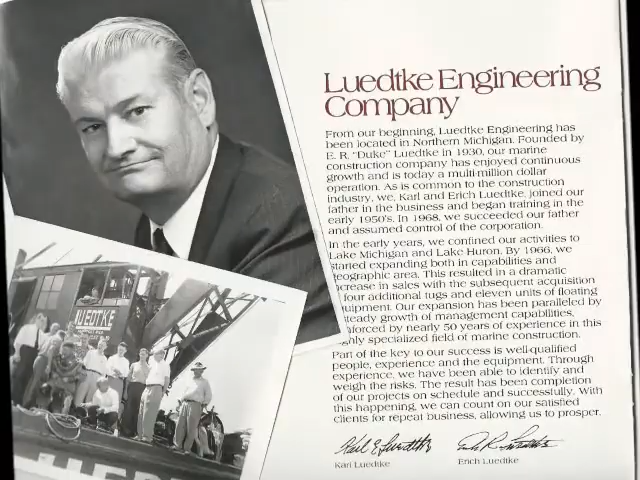 Luedtke Engineering
Company
From our beginning, Luedtke Engineering has
been located in Northern Michigan. Founded by
E. R. "Duke" Luedtke in 1930, our marine
construction company has enjoyed continuous
growth and is today a multi-million dollar
operation. As is common to the construction
industry, we, Karl and Erich Luedtke, joined our
father in the business and began training in the
early 1950's. In 1968, we succeeded our father
and assumed control of the corporation.
In the early years, we confined our activities to
Lake Michigan and Lake Huron. By 1966, we
started expanding both in capabilities and
geographic area. This resulted in a dramatic
increase in sales with the subsequent acquisition
four additional tugs and eleven units of floating
equipment. Our expansion has been paralleled by
steady growth of management capabilities,
enforced by nearly 50 years of experience in this
highly specialized field of marine construction.
Part of the key to our success is well-qualified
people, experience and the equipment. Through
experience, we have been able to identify and
weigh the risks. The result has been completion
of our projects on schedule and successfully. With
this happening, we can count on our satisfied
clients for repeat business, allowing us to prosper.
Karl E Luedtke
Luedtke
Karl Luedtke
Erich Luedtke
LUEDTKE